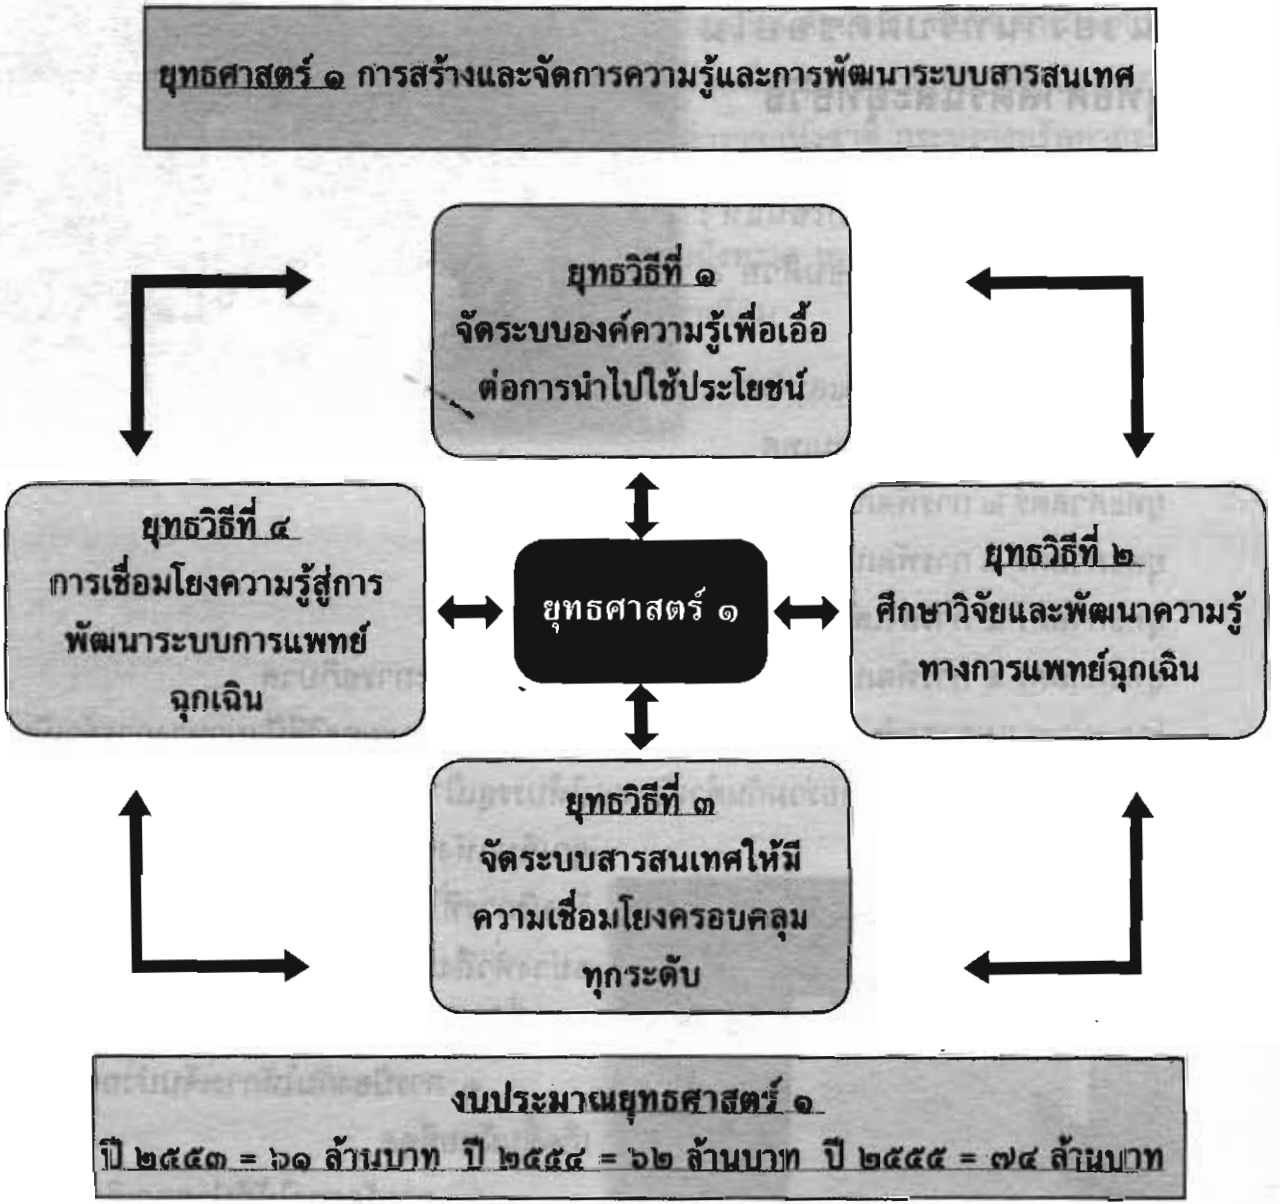 ยุทธศาสตร์ ๑ การสร้างและจัดการความรู้และการพัฒนาระบบสารสนเทศ
ยุทธวิธีที่ ๑
จัดระบบองค์ความรู้เพื่อเอื้อ
ต่อการนำไปใช้ประโยชน์
ยุทธวิธีที่ ๔
การเชื่อมโยงความรู้สู่การ
พัฒนาระบบการแพทย์
ฉุกเฉิน
ยุทธศาสตร์ ๑
ยุทธวิธีที่ ๒
ศึกษาวิจัยและพัฒนาความรู้
ทางการแพทย์ฉุกเฉิน
ยุทธวิธีที่ ๓
จัดระบบสารสนเทศให้มี
ความเชื่อมโยงครอบคลุม
ทุกระดับ
งบประมาณยุทธศาสตร์ ๑
ปี ๒๕๕๓ = ๖๑ ล้านบาท ปี ๒๕๕๔ = ๖๒ ล้านบาท ปี ๒๕๕๕ = ๗๔ ล้านบาท